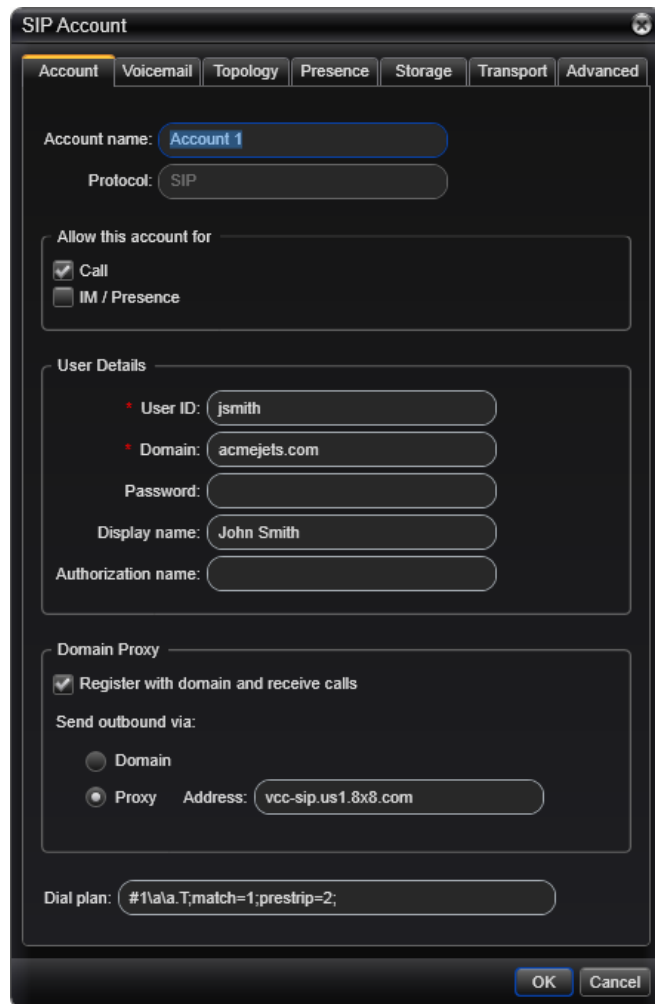 SIP Account
Account Voicemail Topology Presence Storage Transport Advanced
Account name: Account 1
Protocol: SIP
Allow this account for
Call
IM / Presence
User Details
* User ID: jsmith
* Domain: acmejets.com
Password:
Display name: John Smith
Authorization name:
Domain Proxy
Register with domain and receive calls
Send outbound via:
Domain
Proxy Address: vcc-sip.us1.8x8.com
Dial plan: #1\a\a.T;match=1;prestrip=2;
OK Cancel